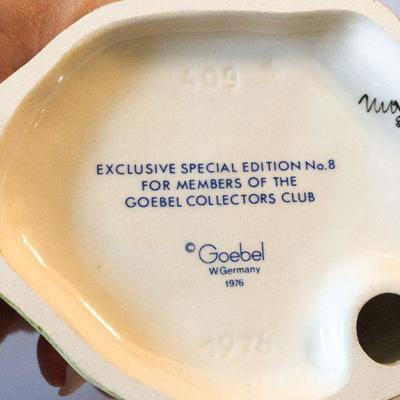 409
EXCLUSIVE SPECIAL EDITION No.8
FOR MEMBERS OF THE
GOEBEL COLLECTORS CLUB
© Goebel
W.Germany
1976
1976